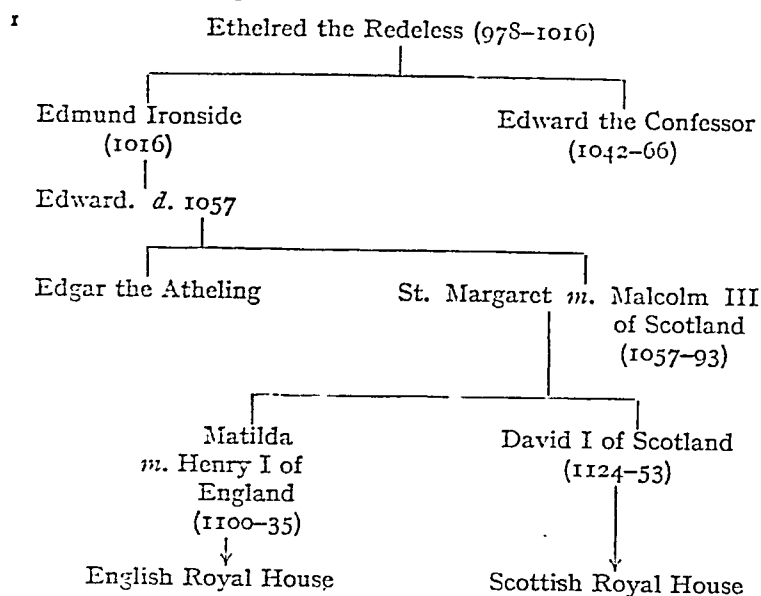 1
Ethelred the Redeless (978–1016)
Edmund Ironside
(1016)
Edward the Confessor
(1042–66)
Edward. d. 1057
Edgar the Atheling
St. Margaret m. Malcolm III
of Scotland
(1057–93)
Matilda
m. Henry I of
England
(1100–35)
David I of Scotland
(1124–53)
English Royal House
Scottish Royal House